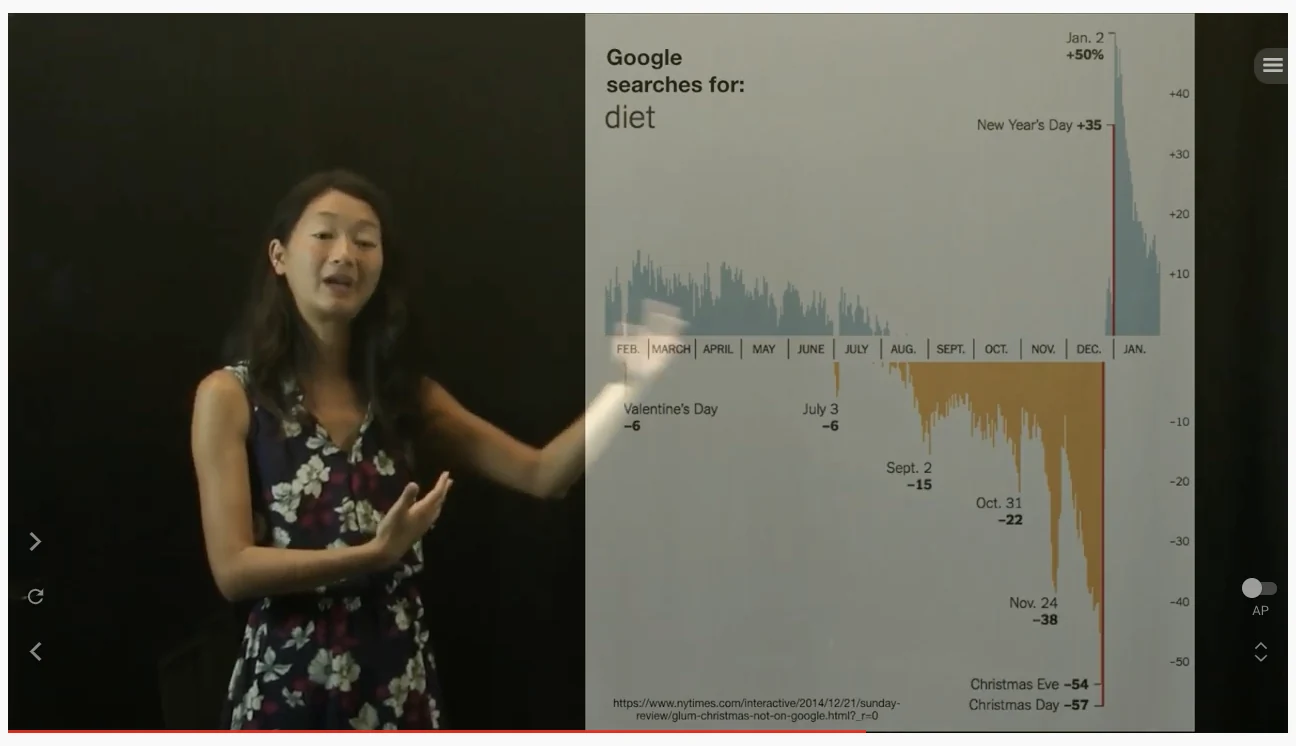 Google
searches for:
diet
Jan. 2
+50%
+40
New Year's Day +35
+30
+20
+10
FEB. MARCH APRIL MAY JUNE JULY AUG. SEPT. OCT. NOV. DEC. JAN.
Valentine's Day
–6
July 3
–6
–10
Sept. 2
–15
–20
Oct. 31
–22
–30
Nov. 24
–38
–40
–50
Christmas Eve –54
Christmas Day –57
https://www.nytimes.com/interactive/2014/12/21/sunday-
review/glum-christmas-not-on-google.html?_r=0
AP